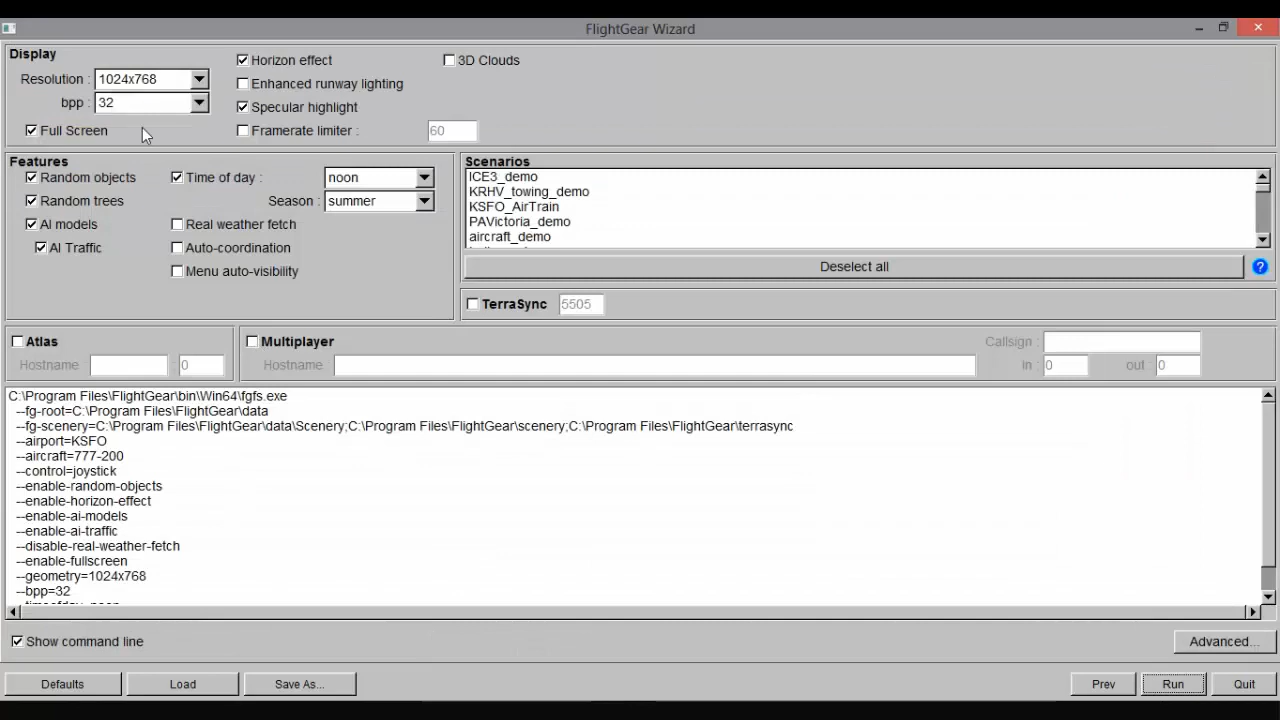 FlightGear Wizard
Display
Resolution : 1024x768
bpp : 32
Full Screen
Horizon effect
Enhanced runway lighting
Specular highlight
Framerate limiter : 60
3D Clouds
Features
Random objects
Random trees
AI models
AI Traffic
Time of day : noon
Season : summer
Real weather fetch
Auto-coordination
Menu auto-visibility
Scenarios
ICE3_demo
KRHV_towing_demo
KSFO_AirTrain
PAVictoria_demo
aircraft_demo
Deselect all
?
TerraSync 5505
Atlas
Hostname : 0
Multiplayer
Hostname
Callsign :
in : 0 out : 0
C:\Program Files\FlightGear\bin\Win64\fgfs.exe
--fg-root=C:\Program Files\FlightGear\data
--fg-scenery=C:\Program Files\FlightGear\data\Scenery;C:\Program Files\FlightGear\scenery;C:\Program Files\FlightGear\terrasync
--airport=KSFO
--aircraft=777-200
--control=joystick
--enable-random-objects
--enable-horizon-effect
--enable-ai-models
--enable-ai-traffic
--disable-real-weather-fetch
--enable-fullscreen
--geometry=1024x768
--bpp=32
Show command line
Advanced...
Defaults
Load
Save As...
Prev
Run
Quit